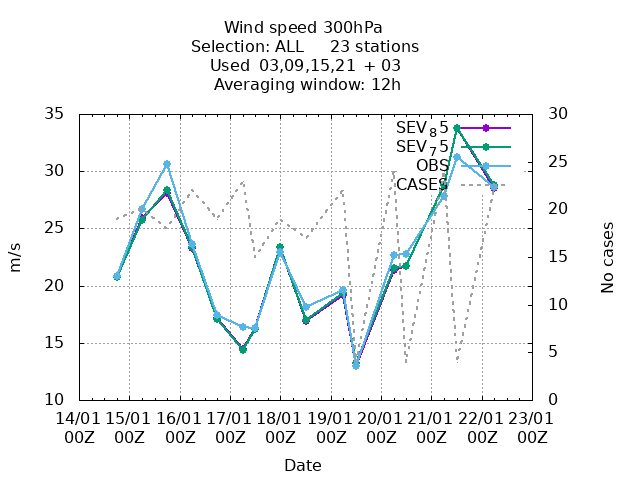 Wind speed 300hPa
Selection: ALL 23 stations
Used 03,09,15,21 + 03
Averaging window: 12h
35
30
25
20
15
10
m/s
30
25
20
15
10
5
0
No cases
SEV₈5
SEV₇5
OBS
CASES
14/01 15/01 16/01 17/01 18/01 19/01 20/01 21/01 22/01 23/01
00Z 00Z 00Z 00Z 00Z 00Z 00Z 00Z 00Z 00Z
Date